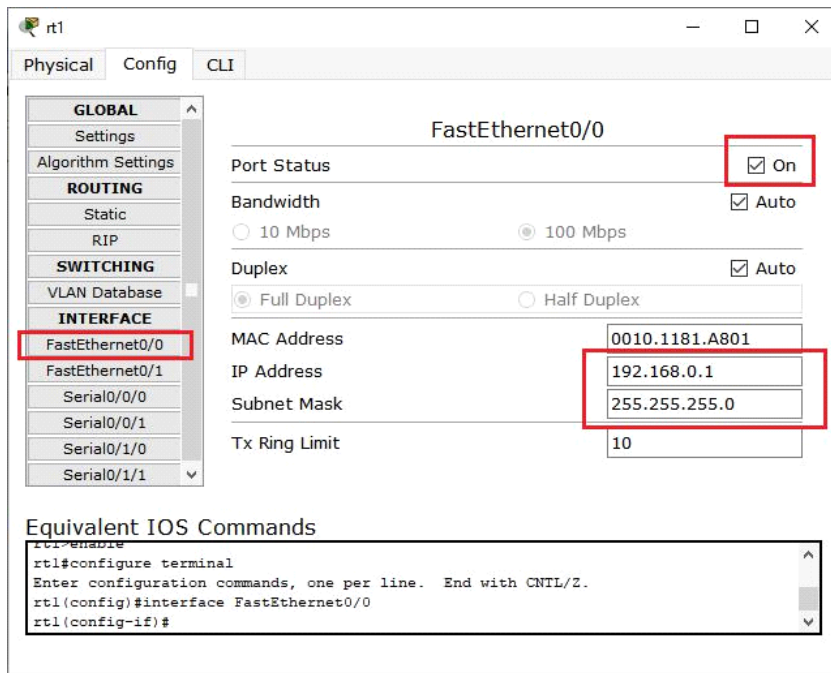 rt1
Physical Config CLI
GLOBAL
Settings
Algorithm Settings
ROUTING
Static
RIP
SWITCHING
VLAN Database
INTERFACE
FastEthernet0/0
FastEthernet0/1
Serial0/0/0
Serial0/0/1
Serial0/1/0
Serial0/1/1
FastEthernet0/0
Port Status On
Bandwidth Auto
10 Mbps 100 Mbps
Duplex Auto
Full Duplex Half Duplex
MAC Address 0010.1181.A801
IP Address 192.168.0.1
Subnet Mask 255.255.255.0
Tx Ring Limit 10
Equivalent IOS Commands
rt1>enable
rt1#configure terminal
Enter configuration commands, one per line. End with CNTL/Z.
rt1(config)#interface FastEthernet0/0
rt1(config-if)#